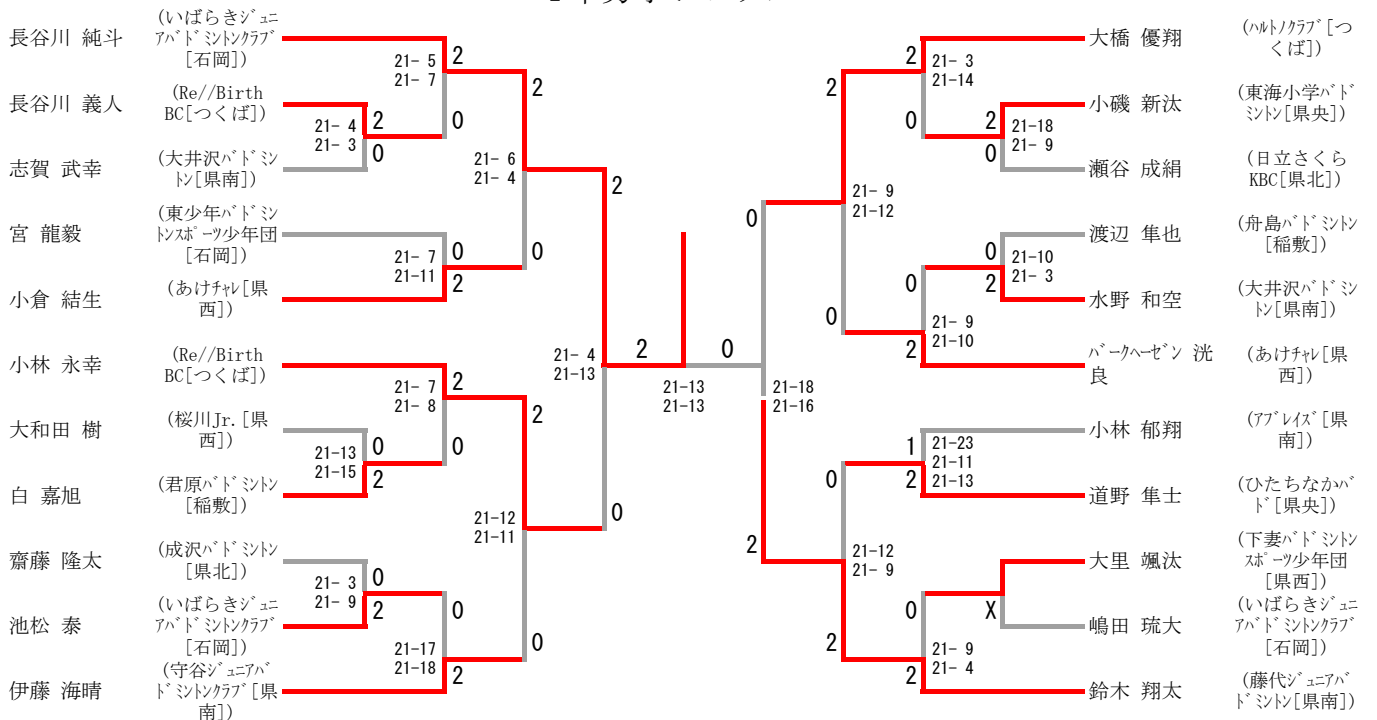 長谷川 純斗
(いばらきジュニ
アバドミントンクラブ
[石岡])
21- 5
21- 7
2
0
2
長谷川 義人
(Re//Birth
BC[つくば])
21- 4
21- 3
2
0
志賀 武幸
(大井沢バドミン
トン[県南])
21- 6
21- 4
2
宮 龍毅
(東少年バドミン
トンスポーツ少年団
[石岡])
21- 7
21-11
0
2
0
小倉 結生
(あけチャレ[県
西])
小林 永幸
(Re//Birth
BC[つくば])
21- 7
21- 8
2
0
2
21- 4
21-13
2
0
21-13
21-13
大和田 樹
(桜川Jr.[県
西])
21-13
21-15
0
2
白 嘉旭
(君原バドミントン
[稲敷])
21-12
21-11
0
齋藤 隆太
(成沢バドミントン
[県北])
21- 3
21- 9
0
2
池松 泰
(いばらきジュニ
アバドミントンクラブ
[石岡])
21-17
21-18
0
2
0
伊藤 海晴
(守谷ジュニアバ
ドミントンクラブ[県
南])
2
2
0
21- 3
21-14
大橋 優翔
(ハルトノクラブ[つ
くば])
2
0
21-18
21- 9
小磯 新汰
(東海小学バド
ミントン[県央])
瀬谷 成絹
(日立さくら
KBC[県北])
0
21- 9
21-12
0
2
21-10
21- 3
渡辺 隼也
(舟島バドミントン
[稲敷])
水野 和空
(大井沢バドミン
トン[県南])
0
0
2
21- 9
21-10
バークヘーゼン 洸
良
(あけチャレ[県
西])
21-18
21-16
小林 郁翔
(アブレイズ[県
南])
1
2
21-23
21-11
21-13
0
道野 隼士
(ひたちなかバ
ド[県央])
2
21-12
21- 9
大里 颯汰
(下妻バドミントン
スポーツ少年団
[県西])
X
0
2
2
21- 9
21- 4
嶋田 琉大
(いばらきジュニ
アバドミントンクラブ
[石岡])
鈴木 翔太
(藤代ジュニアバ
ドミントン[県南])